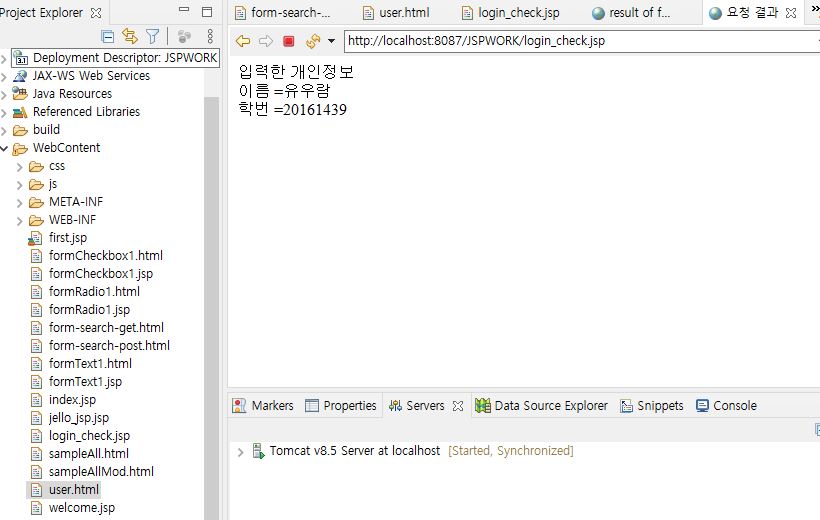 Project Explorer
Deployment Descriptor: JSPWORK
JAX-WS Web Services
Java Resources
Referenced Libraries
build
WebContent
css
js
META-INF
WEB-INF
first.jsp
formCheckbox1.html
formCheckbox1.jsp
formRadio1.html
formRadio1.jsp
form-search-get.html
form-search-post.html
formText1.html
formText1.jsp
index.jsp
jello_jsp.jsp
login_check.jsp
sampleAll.html
sampleAllMod.html
user.html
welcome.jsp
form-search-... user.html login_check.jsp result of f... 요청 결과
http://localhost:8087/JSPWORK/login_check.jsp
입력한 개인정보
이름 =유우람
학번 =20161439
Markers Properties Servers Data Source Explorer Snippets Console
Tomcat v8.5 Server at localhost [Started, Synchronized]